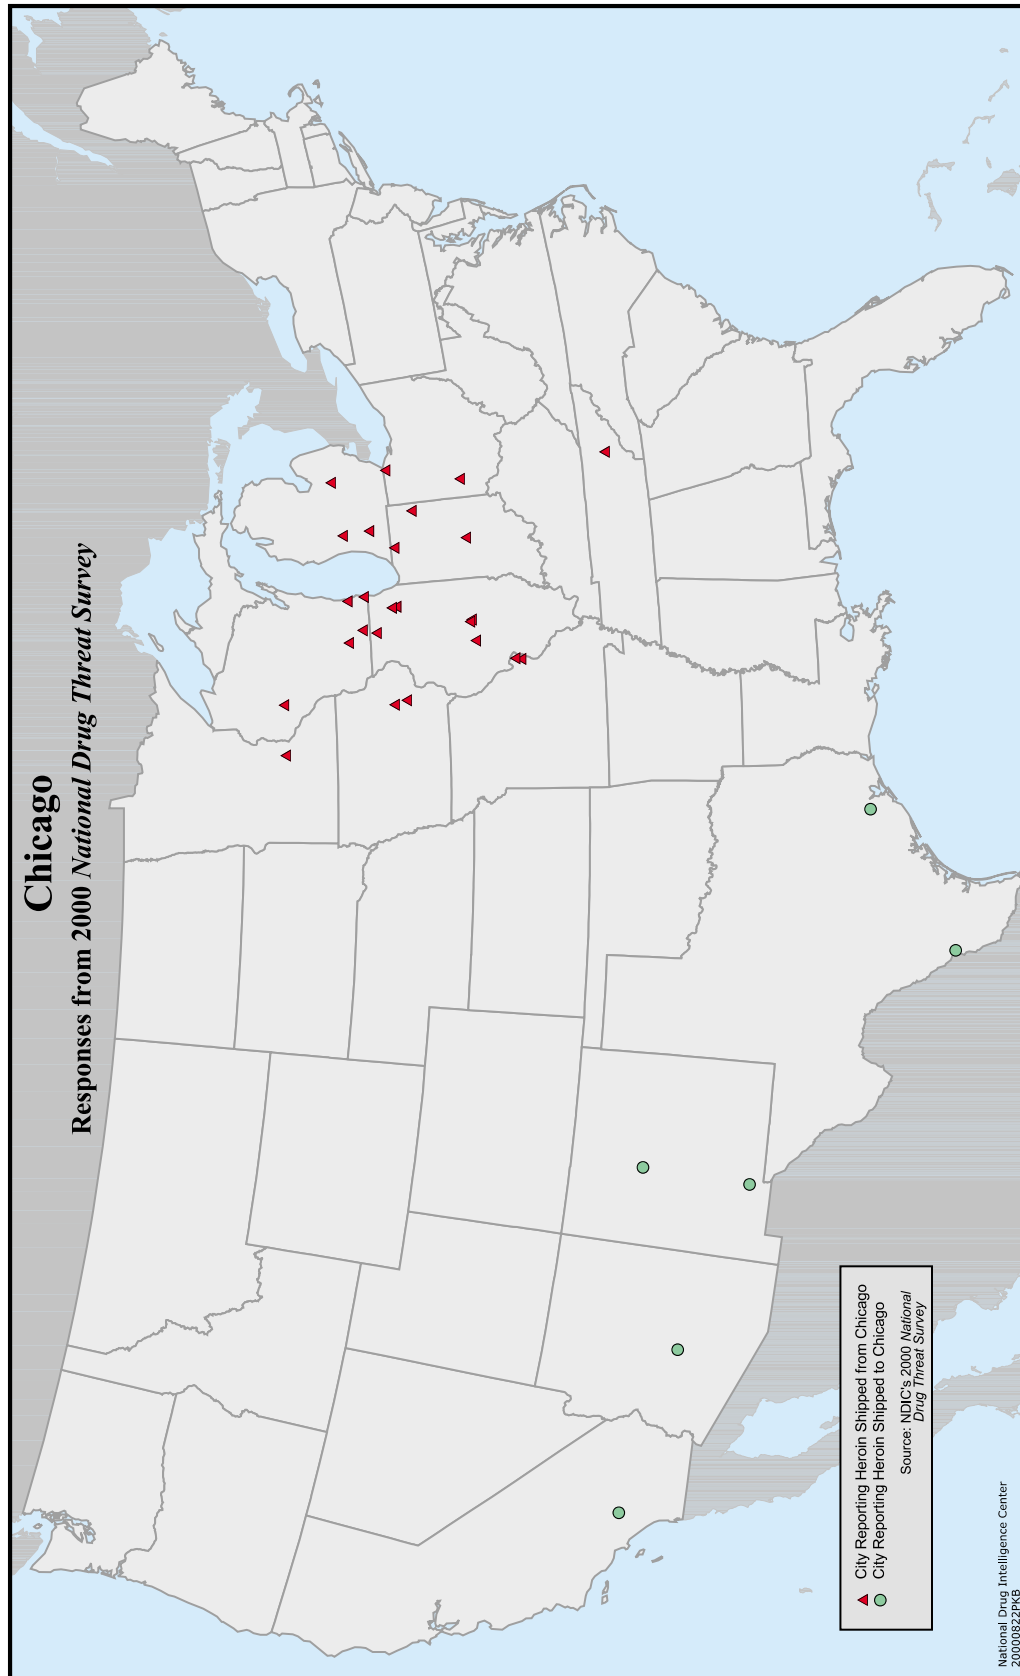 Chicago
Responses from 2000 National Drug Threat Survey
City Reporting Heroin Shipped from Chicago
City Reporting Heroin Shipped to Chicago
Source: NDIC's 2000 National
Drug Threat Survey
National Drug Intelligence Center
20000822PKB